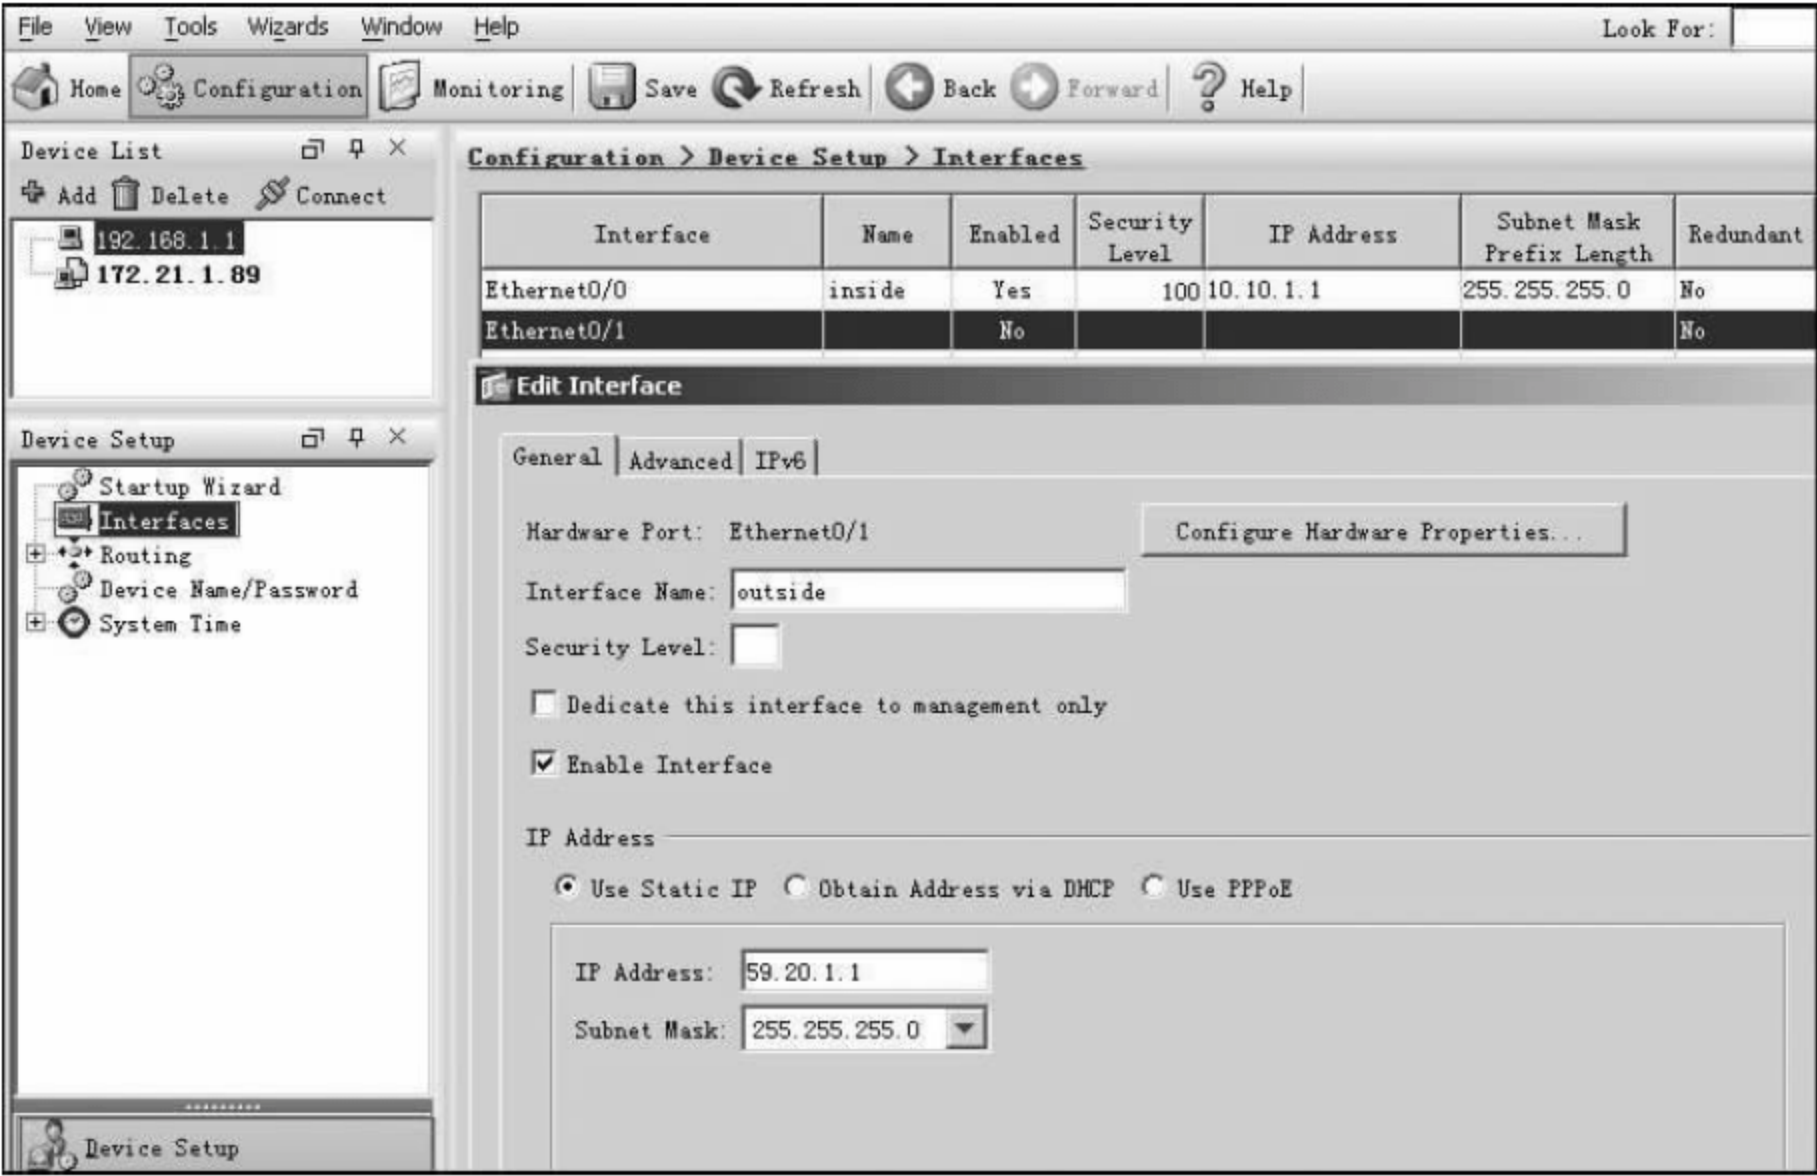 File View Tools Wizards Window Help Look For:
Home Configuration Monitoring Save Refresh Back Forward Help
Device List
Add Delete Connect
192.168.1.1
172.21.1.89
Device Setup
Startup Wizard
Interfaces
Routing
Device Name/Password
System Time
Device Setup
Configuration > Device Setup > Interfaces
Interface Name Enabled Security Level IP Address Subnet Mask Prefix Length Redundant
Ethernet0/0 inside Yes 100 10.10.1.1 255.255.255.0 No
Ethernet0/1 No No
Edit Interface
General Advanced IPv6
Hardware Port: Ethernet0/1 Configure Hardware Properties...
Interface Name: outside
Security Level:
Dedicate this interface to management only
Enable Interface
IP Address
Use Static IP Obtain Address via DHCP Use PPPoE
IP Address: 59.20.1.1
Subnet Mask: 255.255.255.0